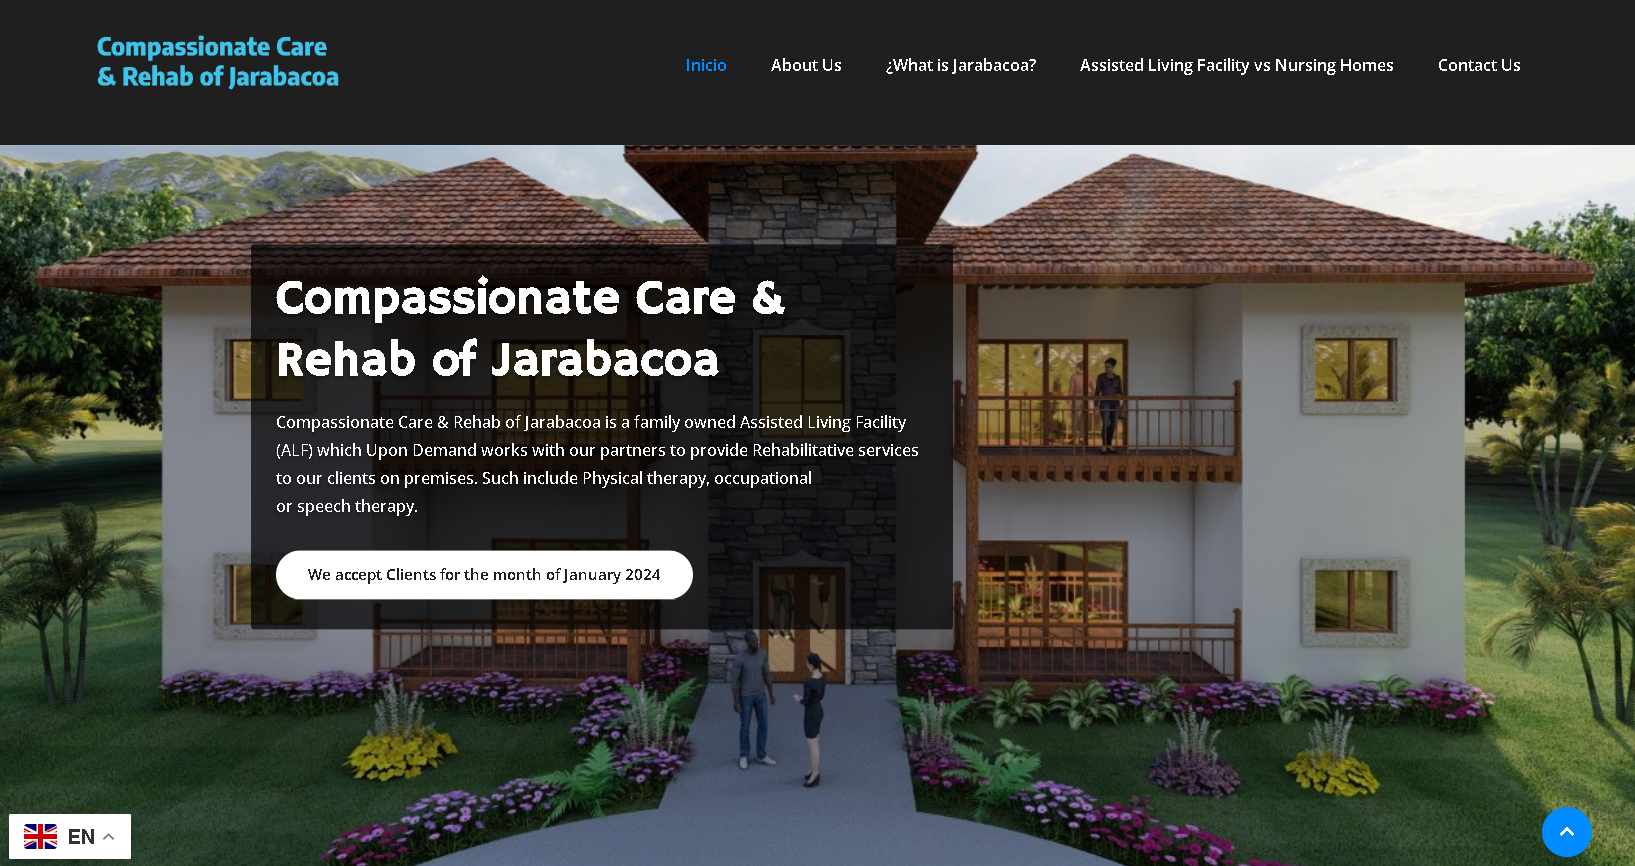 Compassionate Care
& Rehab of Jarabacoa
Inicio
About Us
¿What is Jarabacoa?
Assisted Living Facility vs Nursing Homes
Contact Us
Compassionate Care &
Rehab of Jarabacoa
Compassionate Care & Rehab of Jarabacoa is a family owned Assisted Living Facility
(ALF) which Upon Demand works with our partners to provide Rehabilitative services
to our clients on premises. Such include Physical therapy, occupational
or speech therapy.
We accept Clients for the month of January 2024
EN